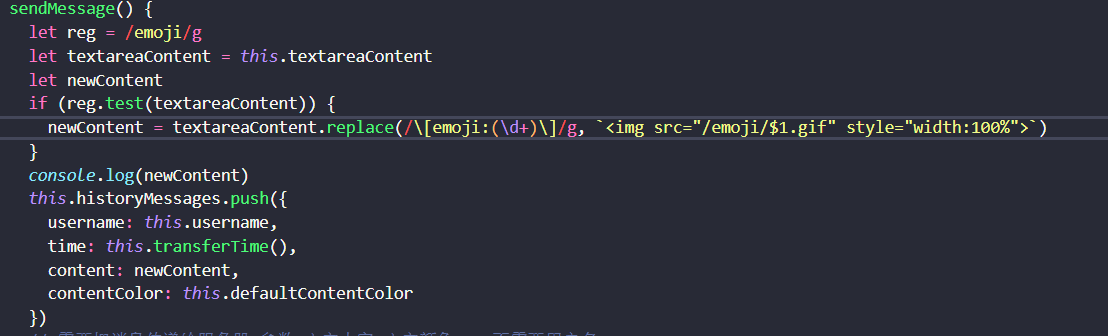 sendMessage() {
let reg = /emoji/g
let textareaContent = this.textareaContent
let newContent
if (reg.test(textareaContent)) {
newContent = textareaContent.replace(/\[emoji:(\d+)\]/g, `<img src="/emoji/$1.gif" style="width:100%">`)
}
console.log(newContent)
this.historyMessages.push({
username: this.username,
time: this.transferTime(),
content: newContent,
contentColor: this.defaultContentColor
})